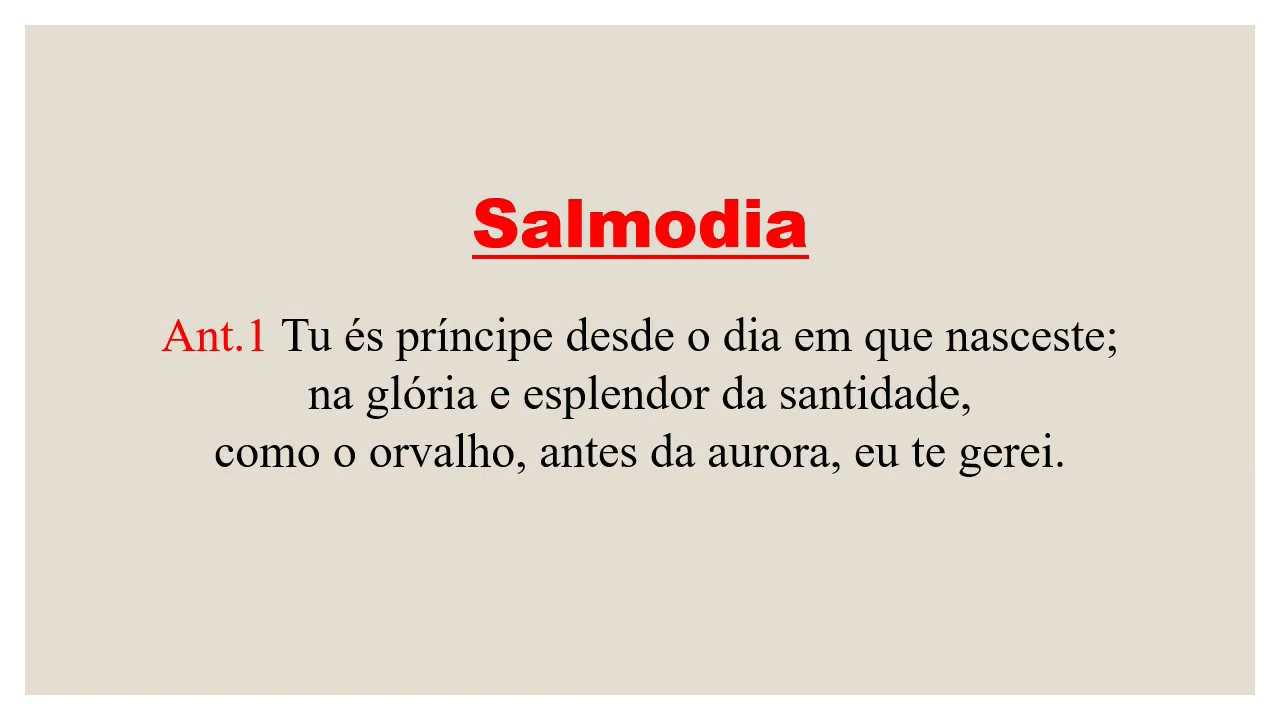 Salmodia
Ant.1 Tu és príncipe desde o dia em que nasceste;
na glória e esplendor da santidade,
como o orvalho, antes da aurora, eu te gerei.